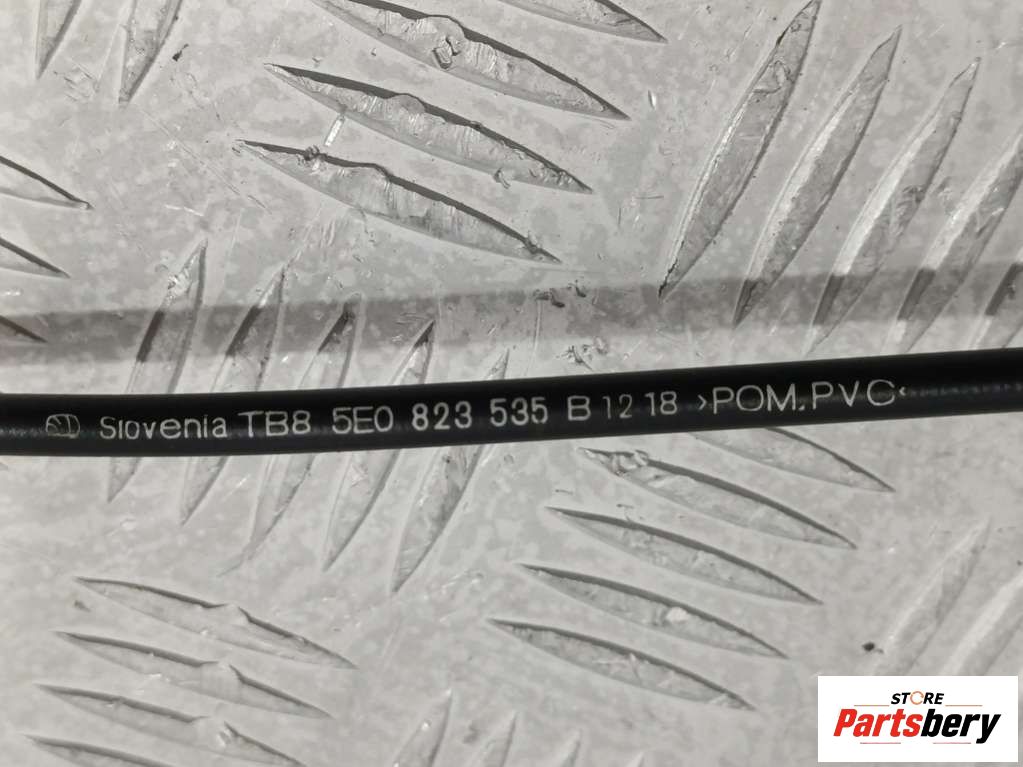 Slovenia TB8 5E0 823 535 B 12 18 >POM,PVC<
STORE
Partsbery